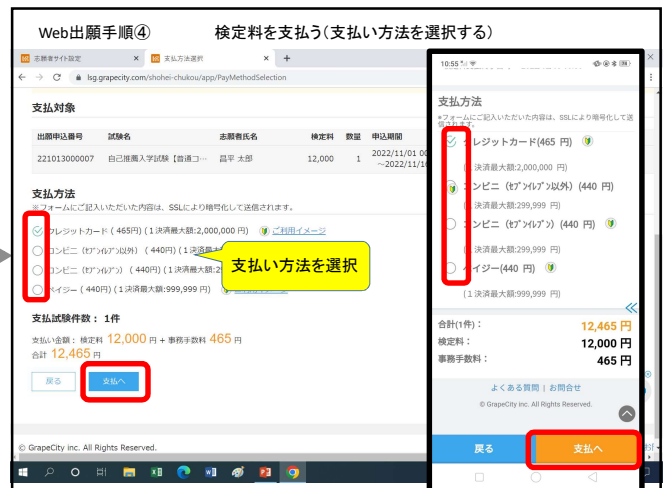 Web出願手順④ 検定料を支払う(支払い方法を選択する)
志願者サイト設定
支払方法選択
lsg.grapecity.com/shohei-chukou/app/PayMethodSelection
支払対象
出願申込番号 試験名 志願者氏名 検定料 数量 申込期間
221013000007 自己推薦入学試験【普通コ… 昌平 太郎 12,000 1 2022/11/01 00
～2022/11/10
支払方法
※フォームにご記入いただいた内容は、SSLにより暗号化して送信されます。
クレジットカード ( 465円) (1 決済最大額:2,000,000 円) ご利用イメージ
コンビニ (ｾﾌﾞﾝｲﾚﾌﾞﾝ以外) ( 440円) (1 決済最大
コンビニ (ｾﾌﾞﾝｲﾚﾌﾞﾝ) ( 440円) (1 決済最大額:2
ペイジー ( 440円) (1 決済最大額:999,999 円)
支払い方法を選択
支払試験件数： 1件
支払い金額： 検定料 12,000 円 + 事務手数料 465 円
合計 12,465 円
戻る 支払へ
© GrapeCity inc. All Rights Reserved.
10:55
支払方法
※フォームにご記入いただいた内容は、SSLにより暗号化して送
信されます。
クレジットカード(465 円)
(1 決済最大額:2,000,000 円)
コンビニ (ｾﾌﾞﾝｲﾚﾌﾞﾝ以外) (440 円)
決済最大額:299,999 円)
コンビニ (ｾﾌﾞﾝｲﾚﾌﾞﾝ) (440 円)
決済最大額:299,999 円)
ペイジー(440 円)
(1 決済最大額:999,999 円)
合計(1件)： 12,465 円
検定料： 12,000 円
事務手数料： 465 円
よくある質問 | お問合せ
© GrapeCity inc. All Rights Reserved.
戻る 支払へ